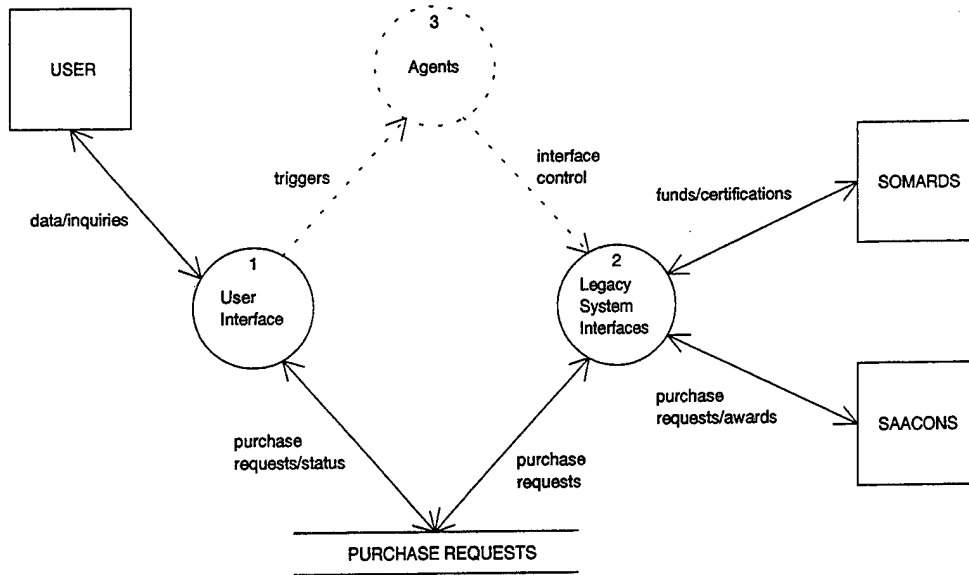 3
Agents
USER
triggers
interface
control
SOMARDS
funds/certifications
data/inquiries
1
User
Interface
2
Legacy
System
Interfaces
purchase
requests/awards
SAACONS
purchase
requests/status
purchase
requests
PURCHASE REQUESTS